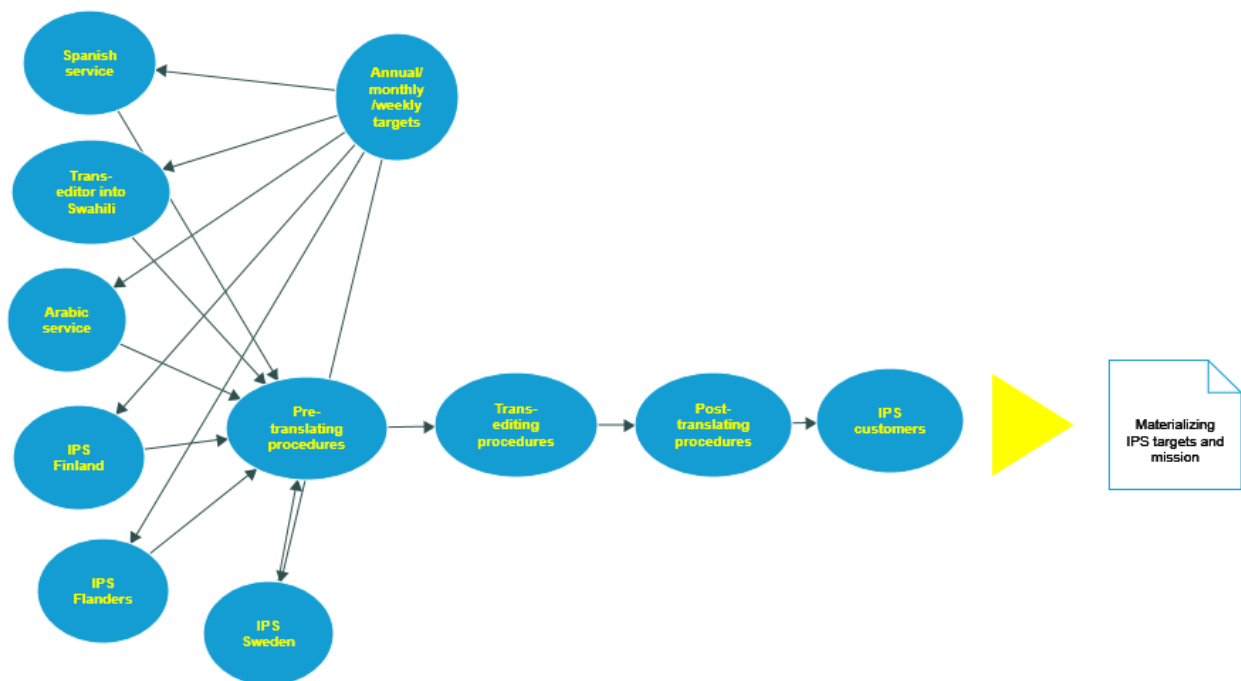 Spanish
service
Annual/
monthly
/weekly
targets
Trans-
editor into
Swahili
Arabic
service
IPS
Finland
Pre-
translating
procedures
Trans-
editing
procedures
Post-
translating
procedures
IPS
customers
Materializing
IPS targets and
mission
IPS
Flanders
IPS
Sweden